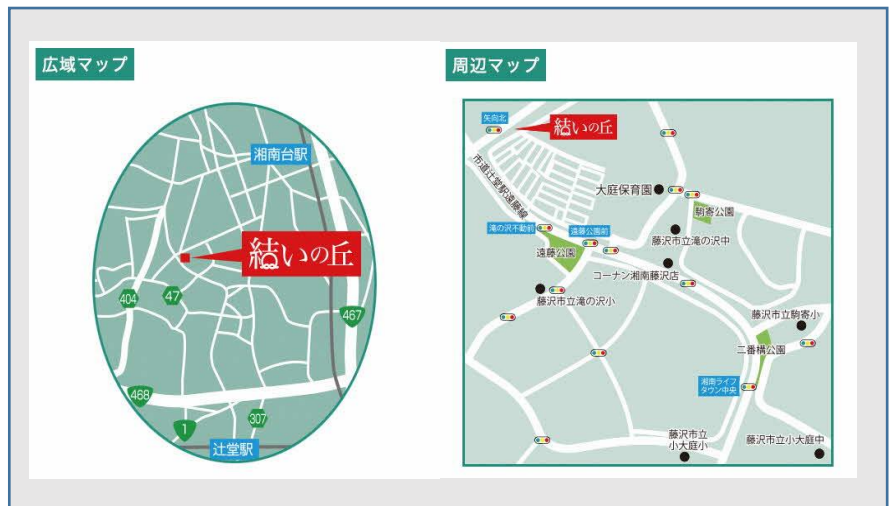 広域マップ
湘南台駅
結いの丘
404
47
467
468
1
307
辻堂駅
周辺マップ
矢向北
結いの丘
市道辻堂駅遠藤線
大庭保育園
駒寄公園
滝の沢不動前
遠藤公園前
藤沢市立滝の沢中
遠藤公園
コーナン湘南藤沢店
藤沢市立滝の沢小
藤沢市立駒寄小
二番構公園
湘南ライフ
タウン中央
藤沢市立
小大庭小
藤沢市立小大庭中